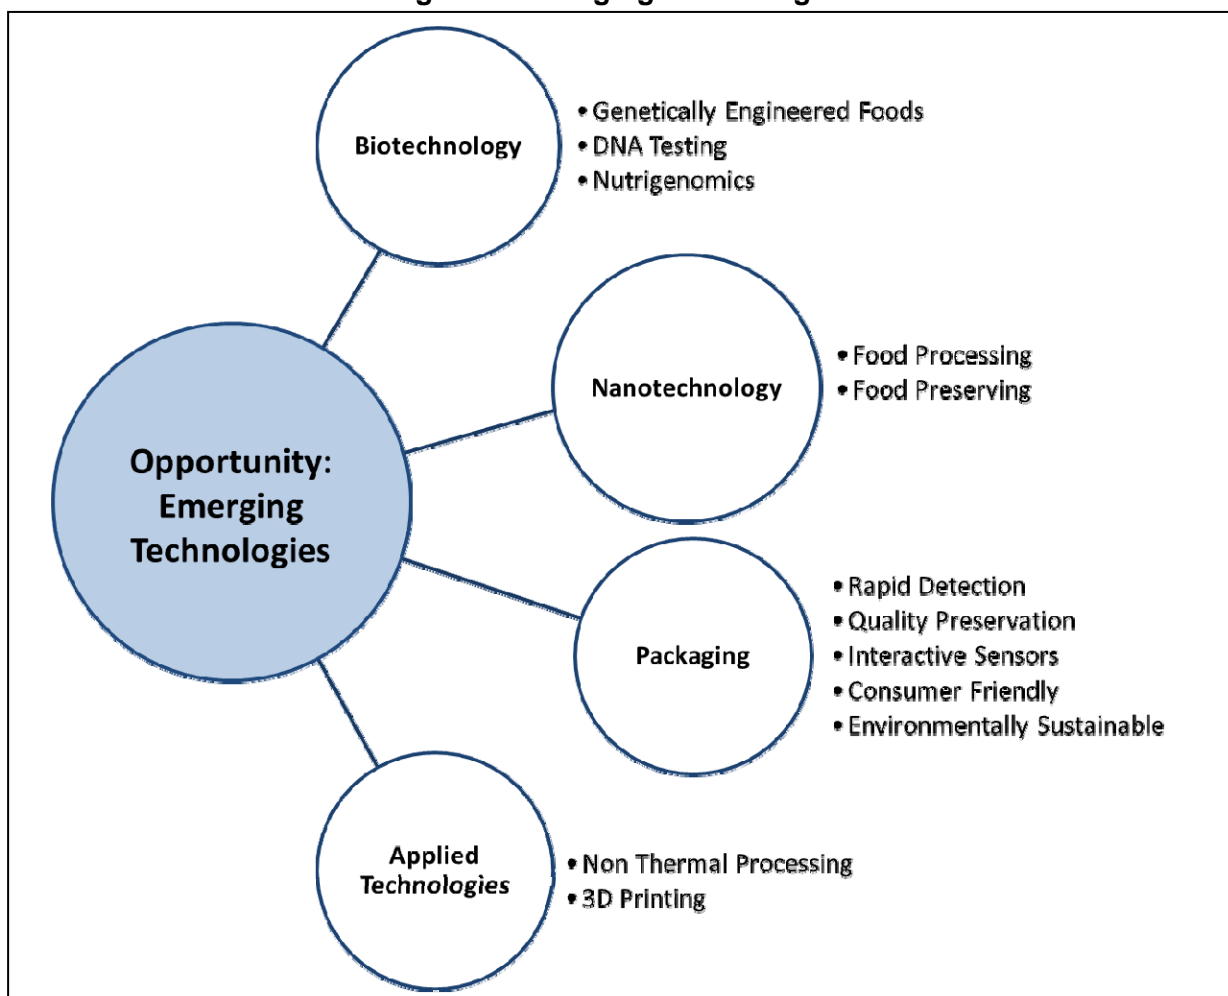 Biotechnology
• Genetically Engineered Foods
• DNA Testing
• Nutrigenomics
Nanotechnology
• Food Processing
• Food Preserving
Opportunity:
Emerging
Technologies
Packaging
• Rapid Detection
• Quality Preservation
• Interactive Sensors
• Consumer Friendly
• Environmentally Sustainable
Applied
Technologies
• Non Thermal Processing
• 3D Printing